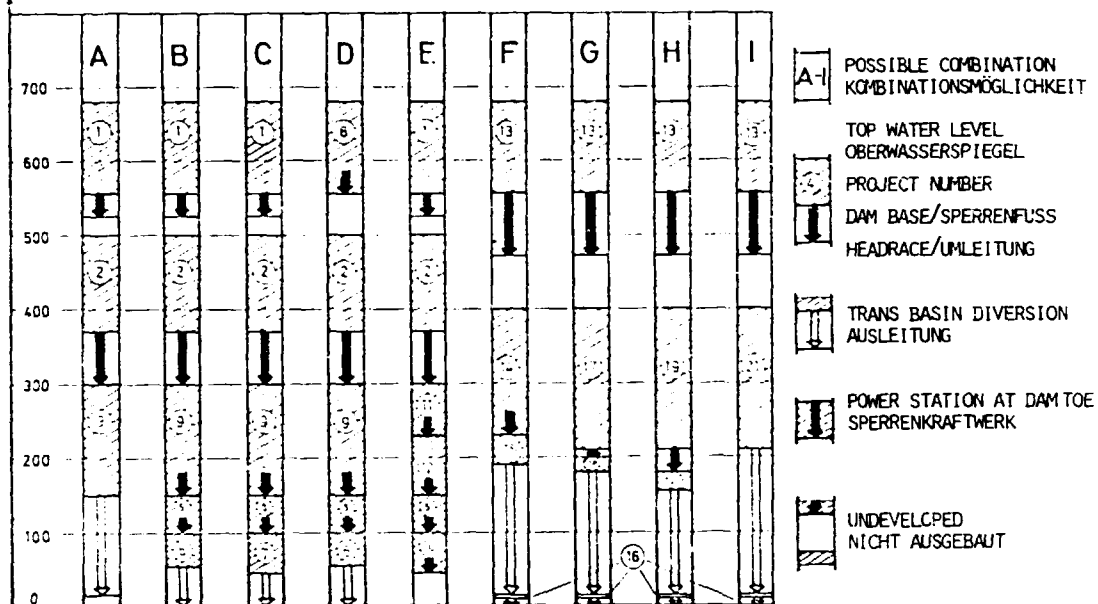 A B C D E. F G H I
700
600
500
400
300
200
100
0
1 1 1 6 13 13 13
2 2 2 2 2
9 9 9
16
A-I POSSIBLE COMBINATION
KOMBINATIONSMÖGLICHKEIT
TOP WATER LEVEL
OBERWASSERSPIEGEL
PROJECT NUMBER
DAM BASE/SPERRENFUSS
HEADRACE/UMLEITUNG
TRANS BASIN DIVERSION
AUSLEITUNG
POWER STATION AT DAM TOE
SPERRENKRAFTWERK
UNDEVELCPED
NICHT AUSGEBAUT